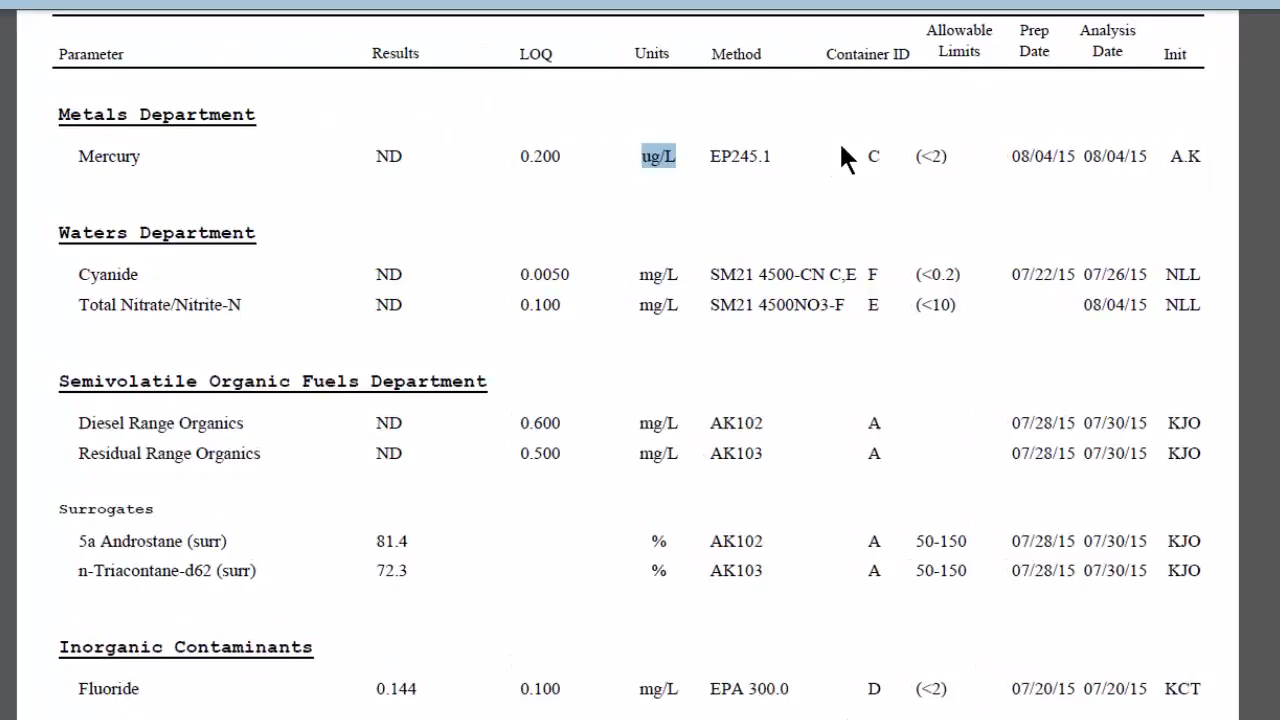 Parameter Results LOQ Units Method Container ID Allowable Limits Prep Date Analysis Date Init
Metals Department
Mercury ND 0.200 ug/L EP245.1 C (<2) 08/04/15 08/04/15 A.K
Waters Department
Cyanide ND 0.0050 mg/L SM21 4500-CN C,E F (<0.2) 07/22/15 07/26/15 NLL
Total Nitrate/Nitrite-N ND 0.100 mg/L SM21 4500NO3-F E (<10) 08/04/15 NLL
Semivolatile Organic Fuels Department
Diesel Range Organics ND 0.600 mg/L AK102 A 07/28/15 07/30/15 KJO
Residual Range Organics ND 0.500 mg/L AK103 A 07/28/15 07/30/15 KJO
Surrogates
5a Androstane (surr) 81.4 % AK102 A 50-150 07/28/15 07/30/15 KJO
n-Triacontane-d62 (surr) 72.3 % AK103 A 50-150 07/28/15 07/30/15 KJO
Inorganic Contaminants
Fluoride 0.144 0.100 mg/L EPA 300.0 D (<2) 07/20/15 07/20/15 KCT